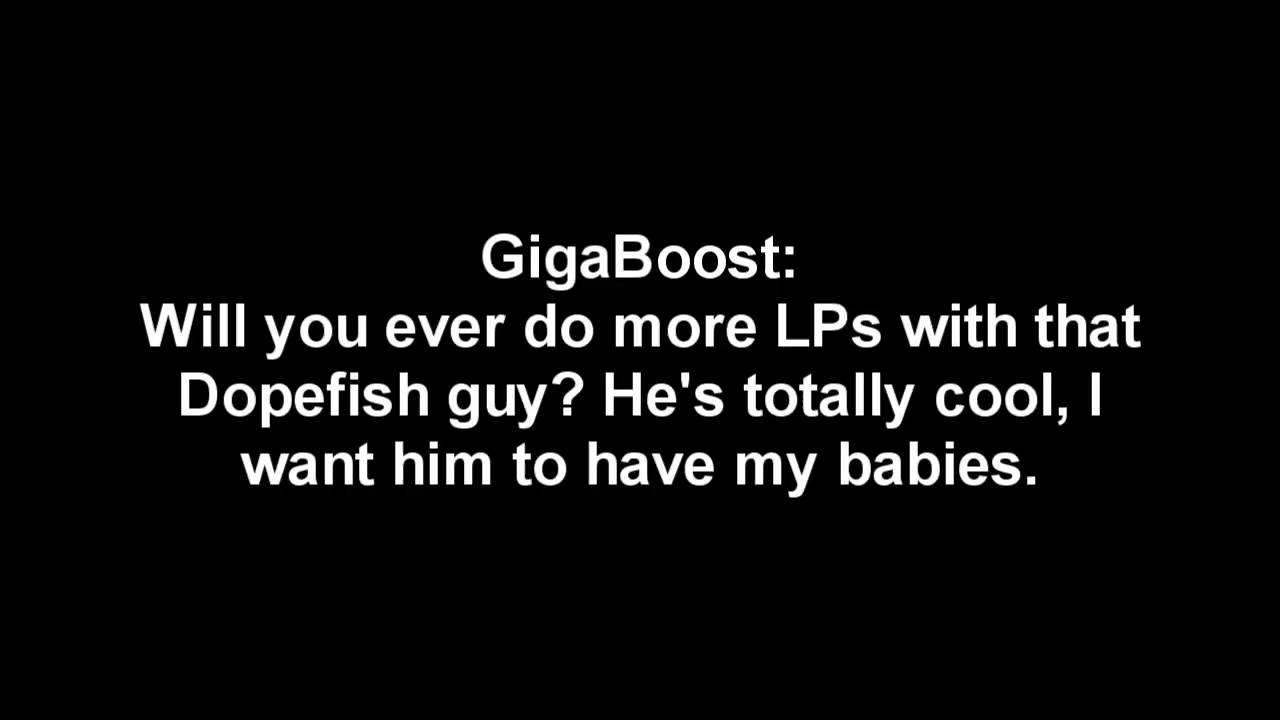 GigaBoost:
Will you ever do more LPs with that
Dopefish guy? He's totally cool, I
want him to have my babies.